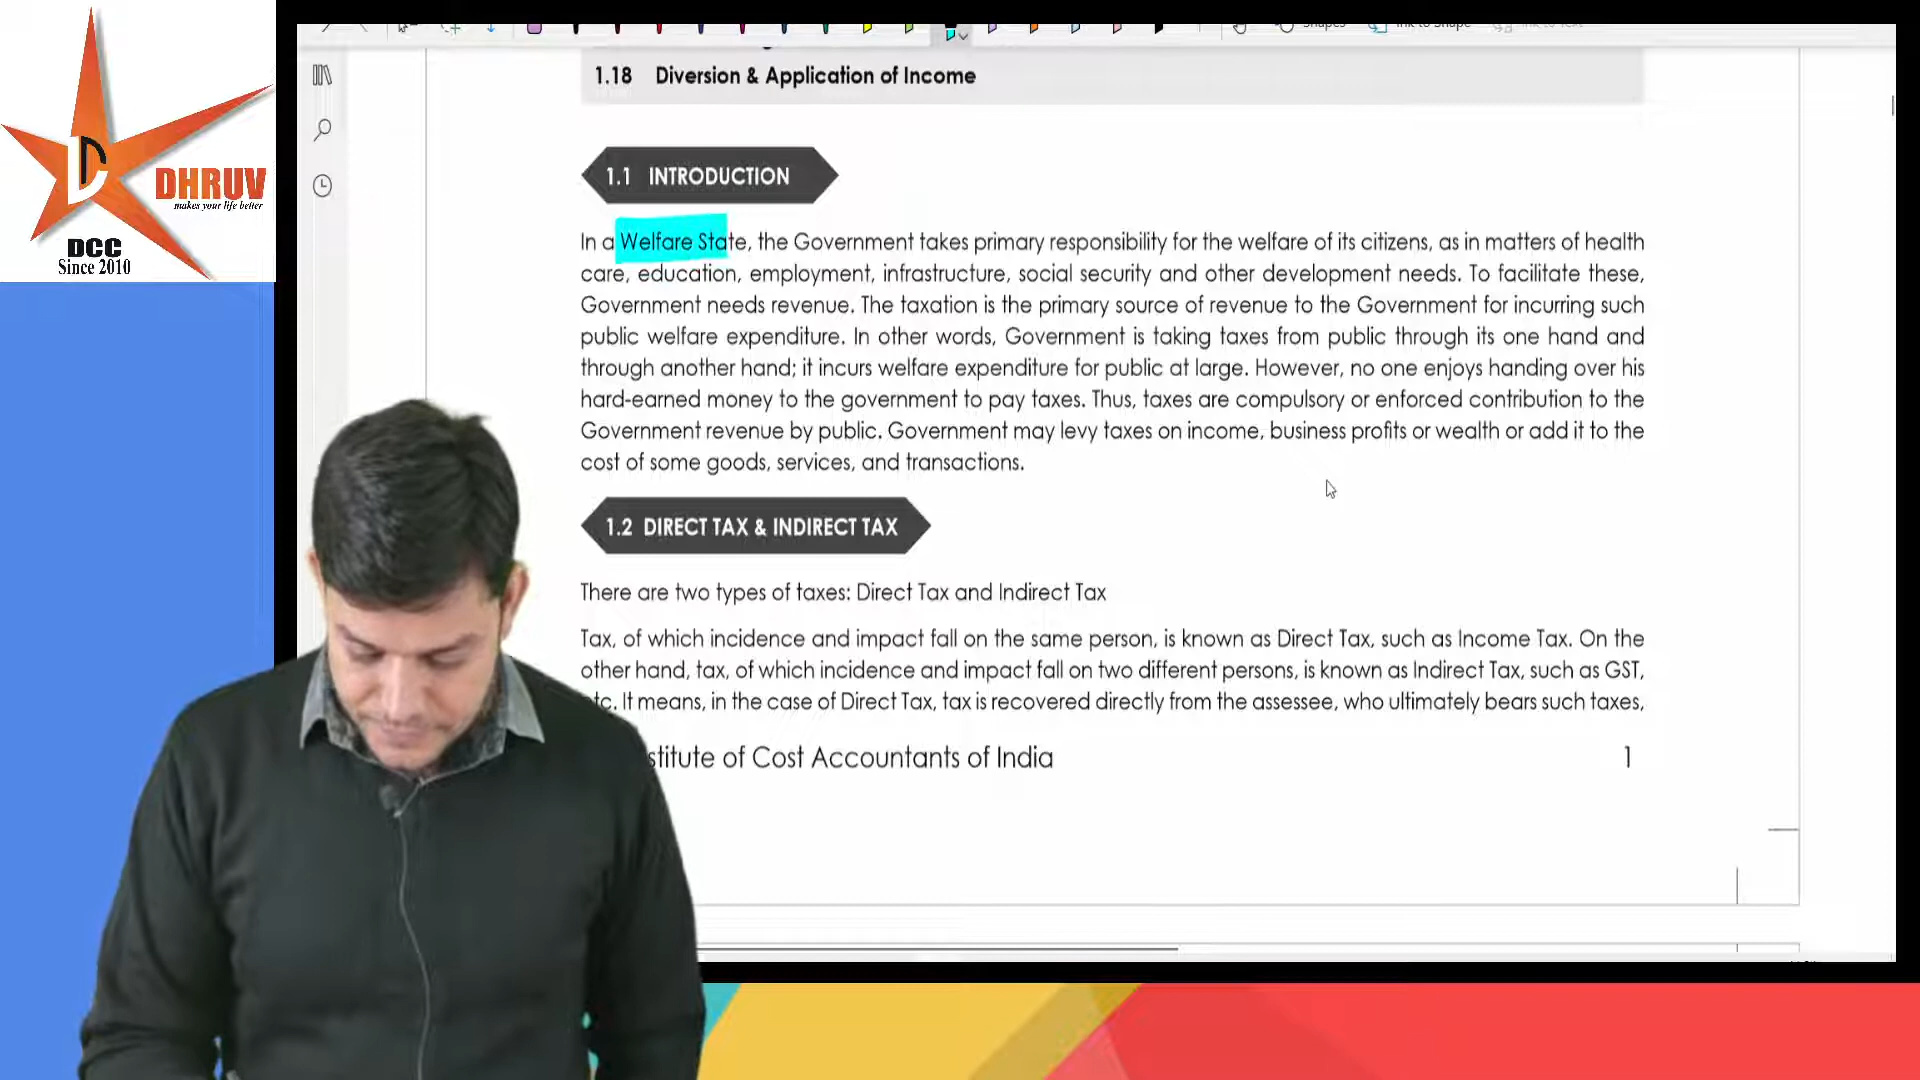 DHRUV
makes your life better
DCC
Since 2010
1.18 Diversion & Application of Income
1.1 INTRODUCTION
In a Welfare State, the Government takes primary responsibility for the welfare of its citizens, as in matters of health
care, education, employment, infrastructure, social security and other development needs. To facilitate these,
Government needs revenue. The taxation is the primary source of revenue to the Government for incurring such
public welfare expenditure. In other words, Government is taking taxes from public through its one hand and
through another hand; it incurs welfare expenditure for public at large. However, no one enjoys handing over his
hard-earned money to the government to pay taxes. Thus, taxes are compulsory or enforced contribution to the
Government revenue by public. Government may levy taxes on income, business profits or wealth or add it to the
cost of some goods, services, and transactions.
1.2 DIRECT TAX & INDIRECT TAX
There are two types of taxes: Direct Tax and Indirect Tax
Tax, of which incidence and impact fall on the same person, is known as Direct Tax, such as Income Tax. On the
other hand, tax, of which incidence and impact fall on two different persons, is known as Indirect Tax, such as GST,
etc. It means, in the case of Direct Tax, tax is recovered directly from the assessee, who ultimately bears such taxes,
stitute of Cost Accountants of India
1